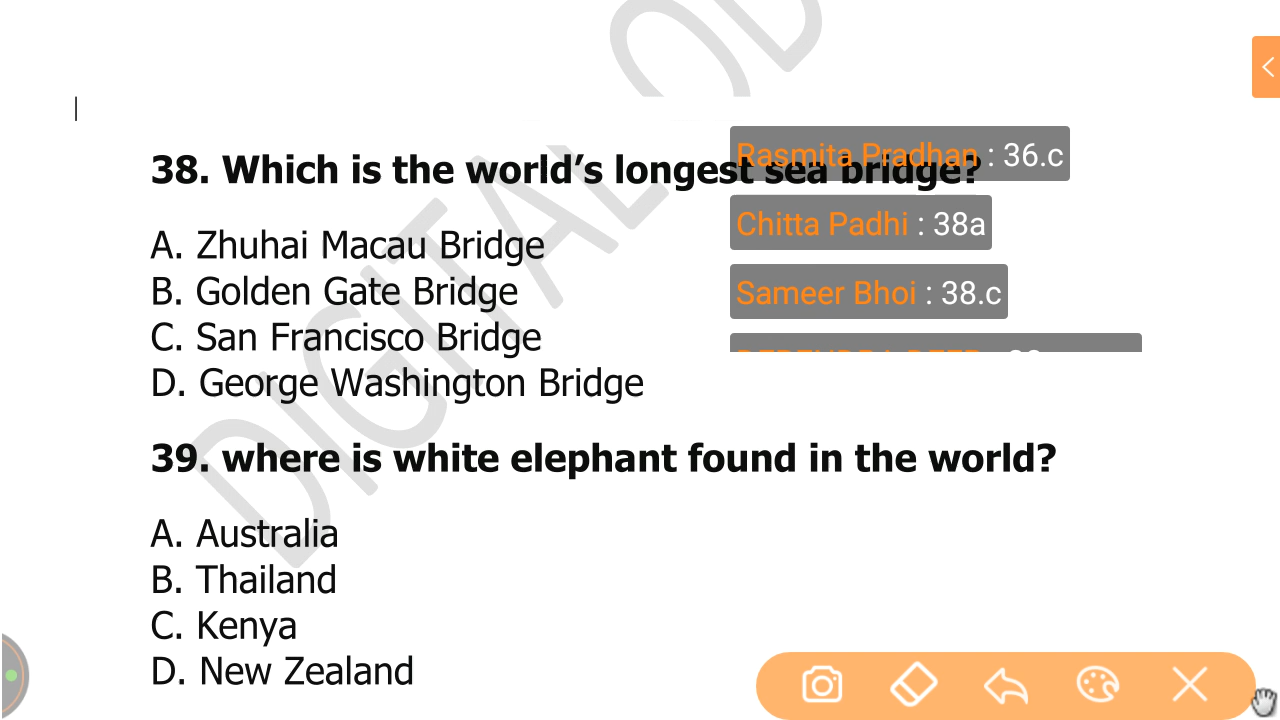 DIGITAL OD
38. Which is the world’s longest sea bridge?
Rasmita Pradhan : 36.c
A. Zhuhai Macau Bridge
Chitta Padhi : 38a
B. Golden Gate Bridge
Sameer Bhoi : 38.c
C. San Francisco Bridge
D. George Washington Bridge
39. where is white elephant found in the world?
A. Australia
B. Thailand
C. Kenya
D. New Zealand